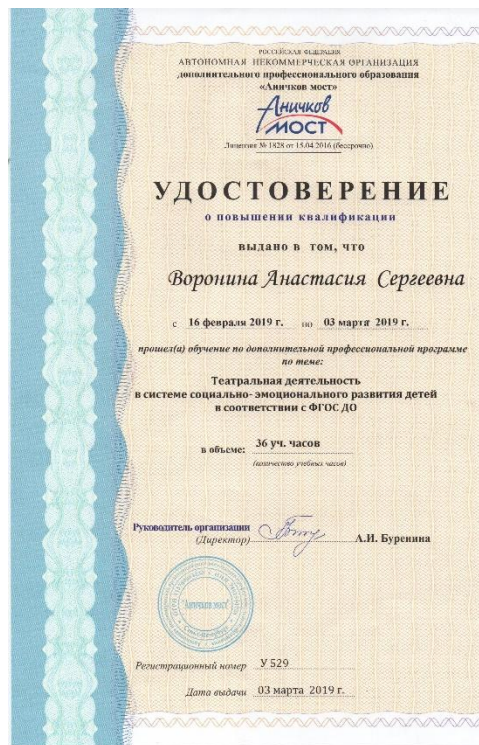 РОССИЙСКАЯ ФЕДЕРАЦИЯ
АВТОНОМНАЯ НЕКОММЕРЧЕСКАЯ ОРГАНИЗАЦИЯ
дополнительного профессионального образования
«Аничков мост»
Аничков
МОСТ
Лицензия № 1828 от 15.04.2016 (бессрочно)
УДОСТОВЕРЕНИЕ
о повышении квалификации
выдано в том, что
Воронина Анастасия Сергеевна
с 16 февраля 2019 г. по 03 марта 2019 г.
прошел(а) обучение по дополнительной профессиональной программе
по теме:
Театральная деятельность
в системе социально- эмоционального развития детей
в соответствии с ФГОС ДО
в объеме: 36 уч. часов
(количество учебных часов)
Руководитель организации
(Директор) А.И. Буренина
"Аничков мост"
Регистрационный номер У 529
Дата выдачи 03 марта 2019 г.